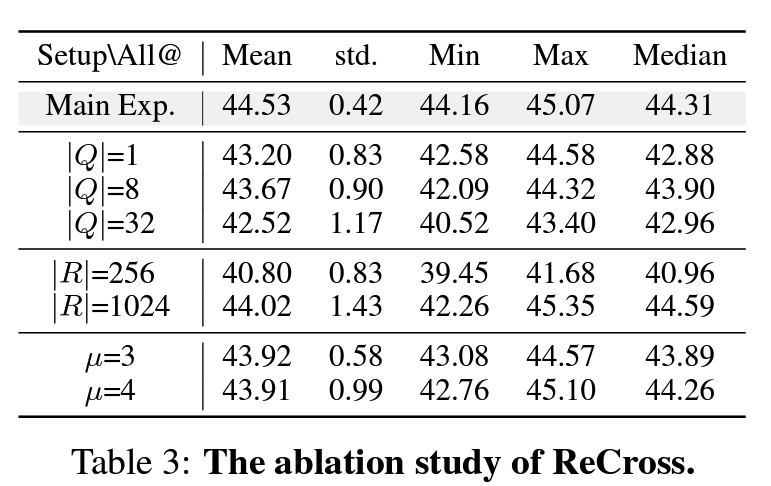 Setup\All@ Mean std. Min Max Median
Main Exp. 44.53 0.42 44.16 45.07 44.31
|Q|=1 43.20 0.83 42.58 44.58 42.88
|Q|=8 43.67 0.90 42.09 44.32 43.90
|Q|=32 42.52 1.17 40.52 43.40 42.96
|R|=256 40.80 0.83 39.45 41.68 40.96
|R|=1024 44.02 1.43 42.26 45.35 44.59
μ=3 43.92 0.58 43.08 44.57 43.89
μ=4 43.91 0.99 42.76 45.10 44.26
Table 3: The ablation study of ReCross.